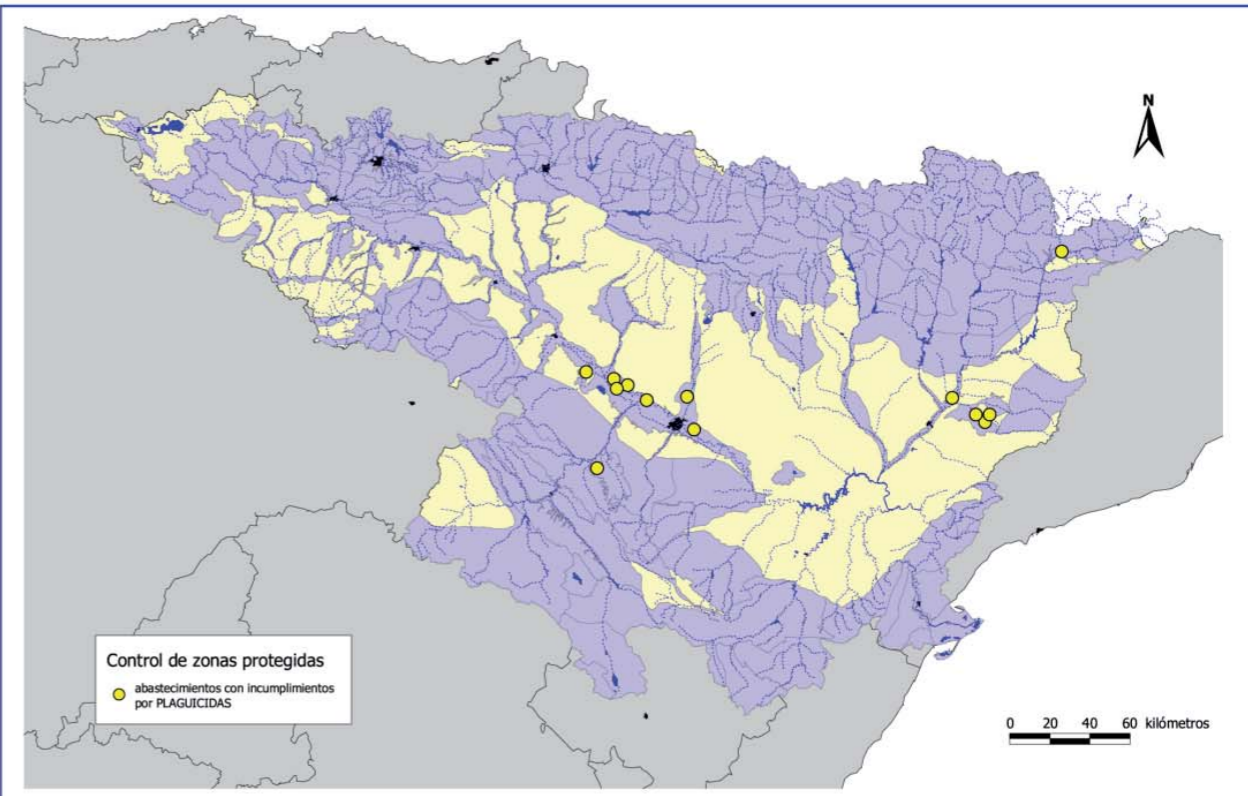 N
Control de zonas protegidas
abastecimientos con incumplimientos
por PLAGUICIDAS
0 20 40 60 kilómetros